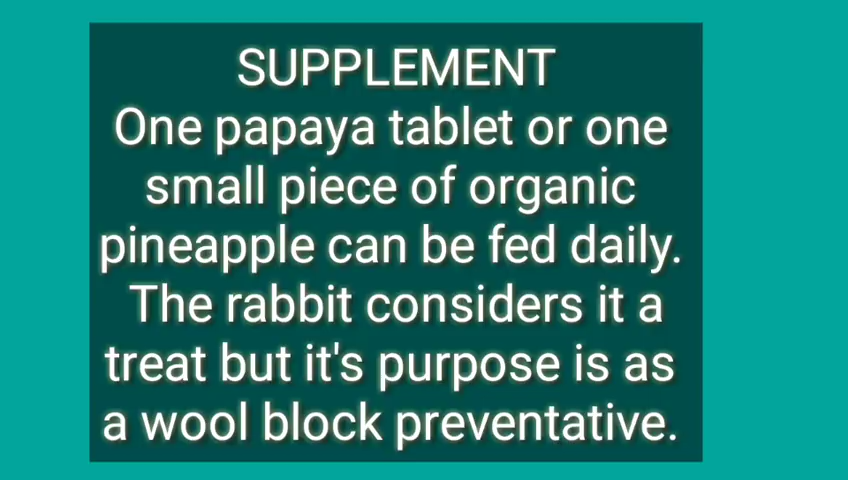 SUPPLEMENT
One papaya tablet or one
small piece of organic
pineapple can be fed daily.
The rabbit considers it a
treat but it's purpose is as
a wool block preventative.